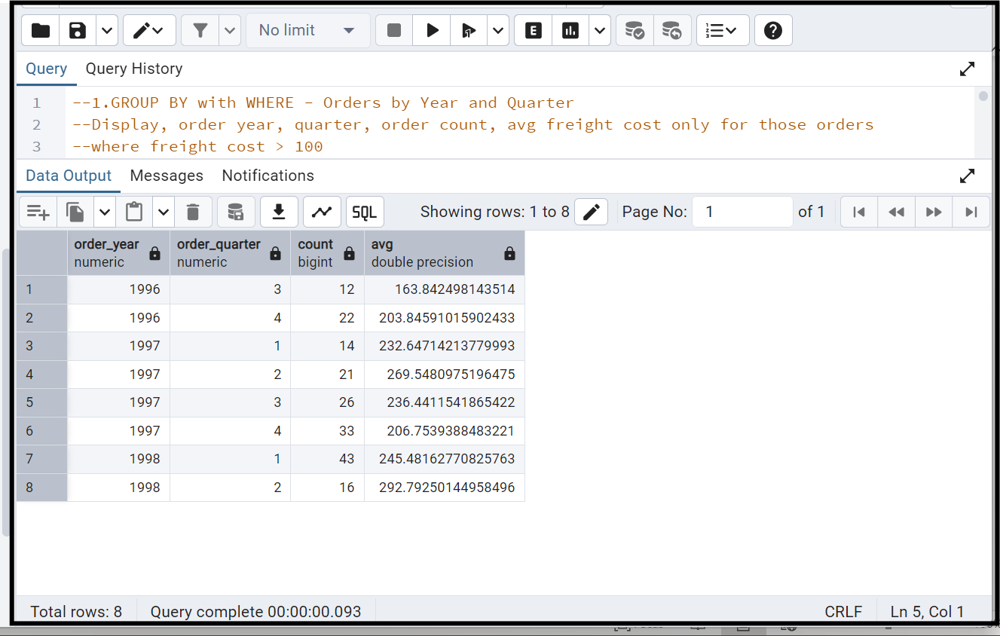 No limit
Query Query History
1 --1.GROUP BY with WHERE - Orders by Year and Quarter
2 --Display, order year, quarter, order count, avg freight cost only for those orders
3 --where freight cost > 100
Data Output Messages Notifications
SQL Showing rows: 1 to 8 Page No: 1 of 1
order_year order_quarter count avg
numeric numeric bigint double precision
1 1996 3 12 163.842498143514
2 1996 4 22 203.84591015902433
3 1997 1 14 232.64714213779993
4 1997 2 21 269.5480975196475
5 1997 3 26 236.4411541865422
6 1997 4 33 206.7539388483221
7 1998 1 43 245.48162770825763
8 1998 2 16 292.79250144958496
Total rows: 8 Query complete 00:00:00.093 CRLF Ln 5, Col 1